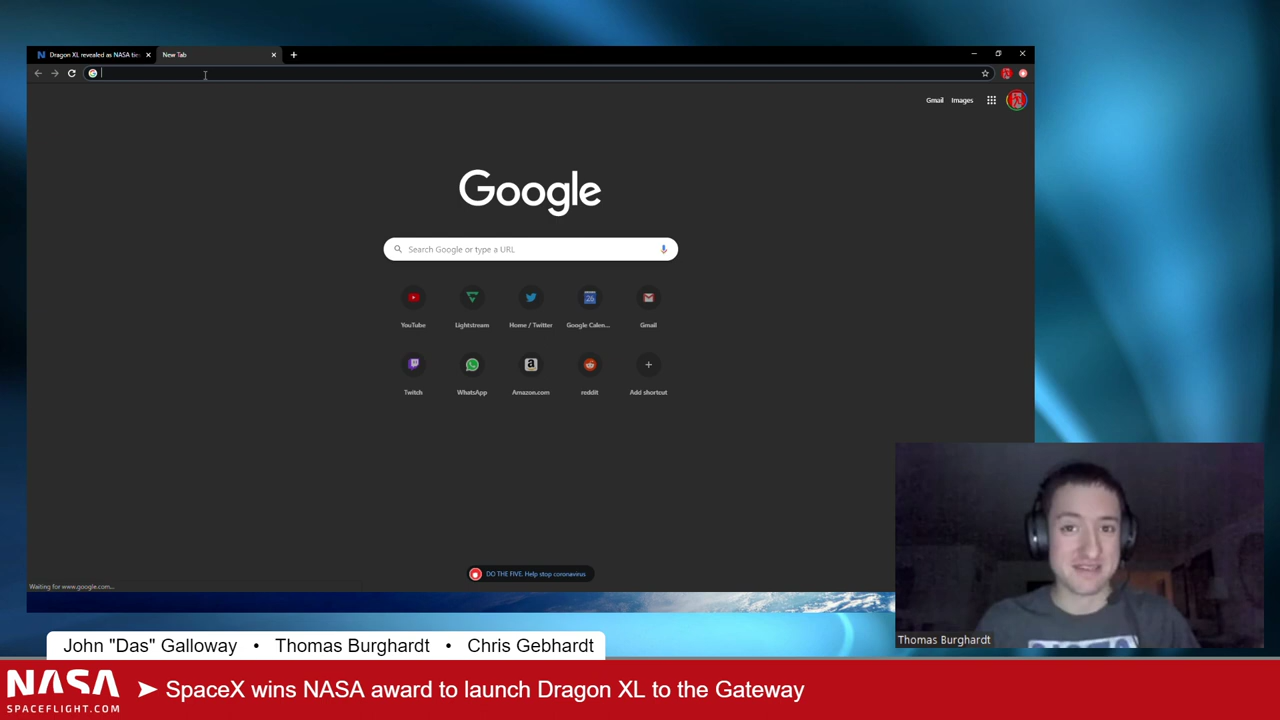 Dragon XL revealed as NASA tie
New Tab
Gmail Images
Google
Search Google or type a URL
YouTube Lightstream Home / Twitter Google Calen... Gmail
26
Twitch WhatsApp Amazon.com reddit Add shortcut
DO THE FIVE. Help stop coronavirus
Waiting for www.google.com...
Thomas Burghardt
John "Das" Galloway • Thomas Burghardt • Chris Gebhardt
NASA
SPACEFLIGHT.COM
➤ SpaceX wins NASA award to launch Dragon XL to the Gateway